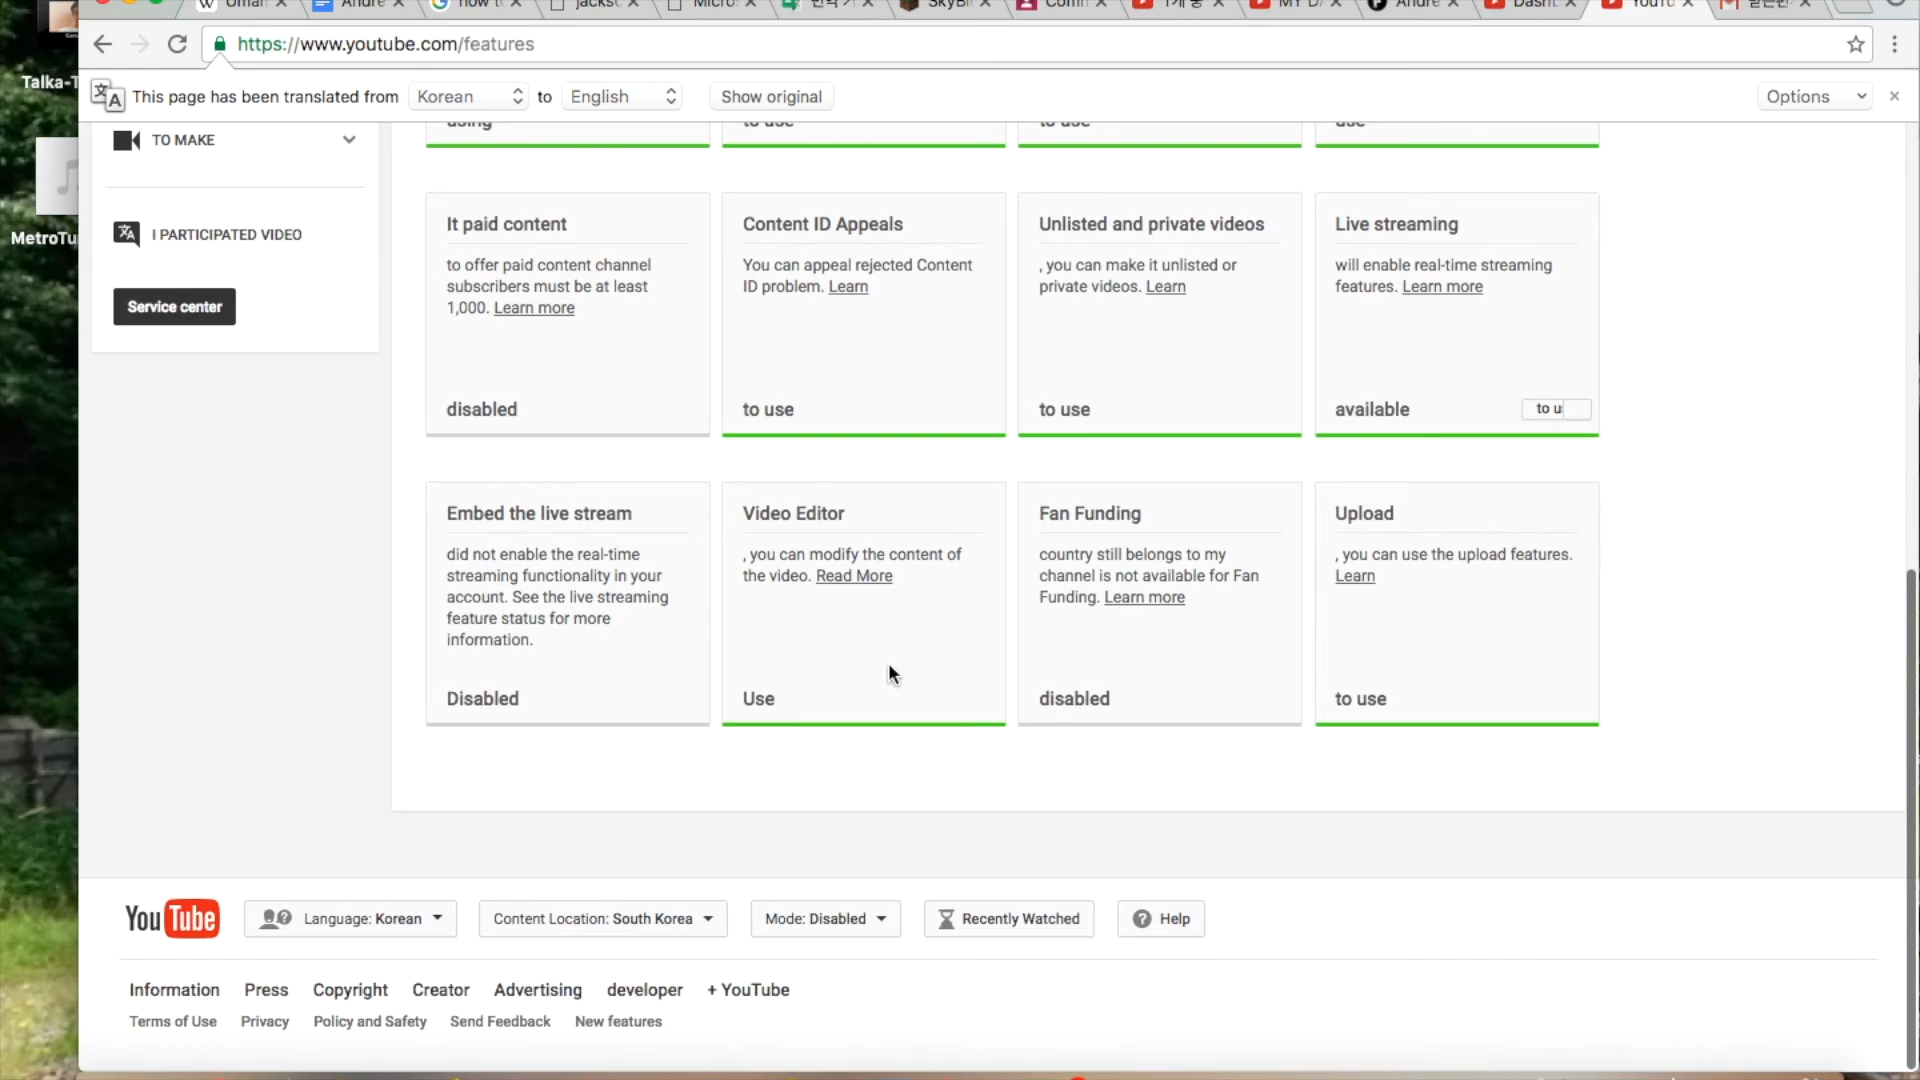 https://www.youtube.com/features
This page has been translated from Korean to English Show original Options
Talka-T
MetroTu
TO MAKE
I PARTICIPATED VIDEO
Service center
using to use to use use
It paid content
to offer paid content channel
subscribers must be at least
1,000. Learn more
disabled
Content ID Appeals
You can appeal rejected Content
ID problem. Learn
to use
Unlisted and private videos
, you can make it unlisted or
private videos. Learn
to use
Live streaming
will enable real-time streaming
features. Learn more
available to u
Embed the live stream
did not enable the real-time
streaming functionality in your
account. See the live streaming
feature status for more
information.
Disabled
Video Editor
, you can modify the content of
the video. Read More
Use
Fan Funding
country still belongs to my
channel is not available for Fan
Funding. Learn more
disabled
Upload
, you can use the upload features.
Learn
to use
YouTube Language: Korean Content Location: South Korea Mode: Disabled Recently Watched Help
Information Press Copyright Creator Advertising developer + YouTube
Terms of Use Privacy Policy and Safety Send Feedback New features